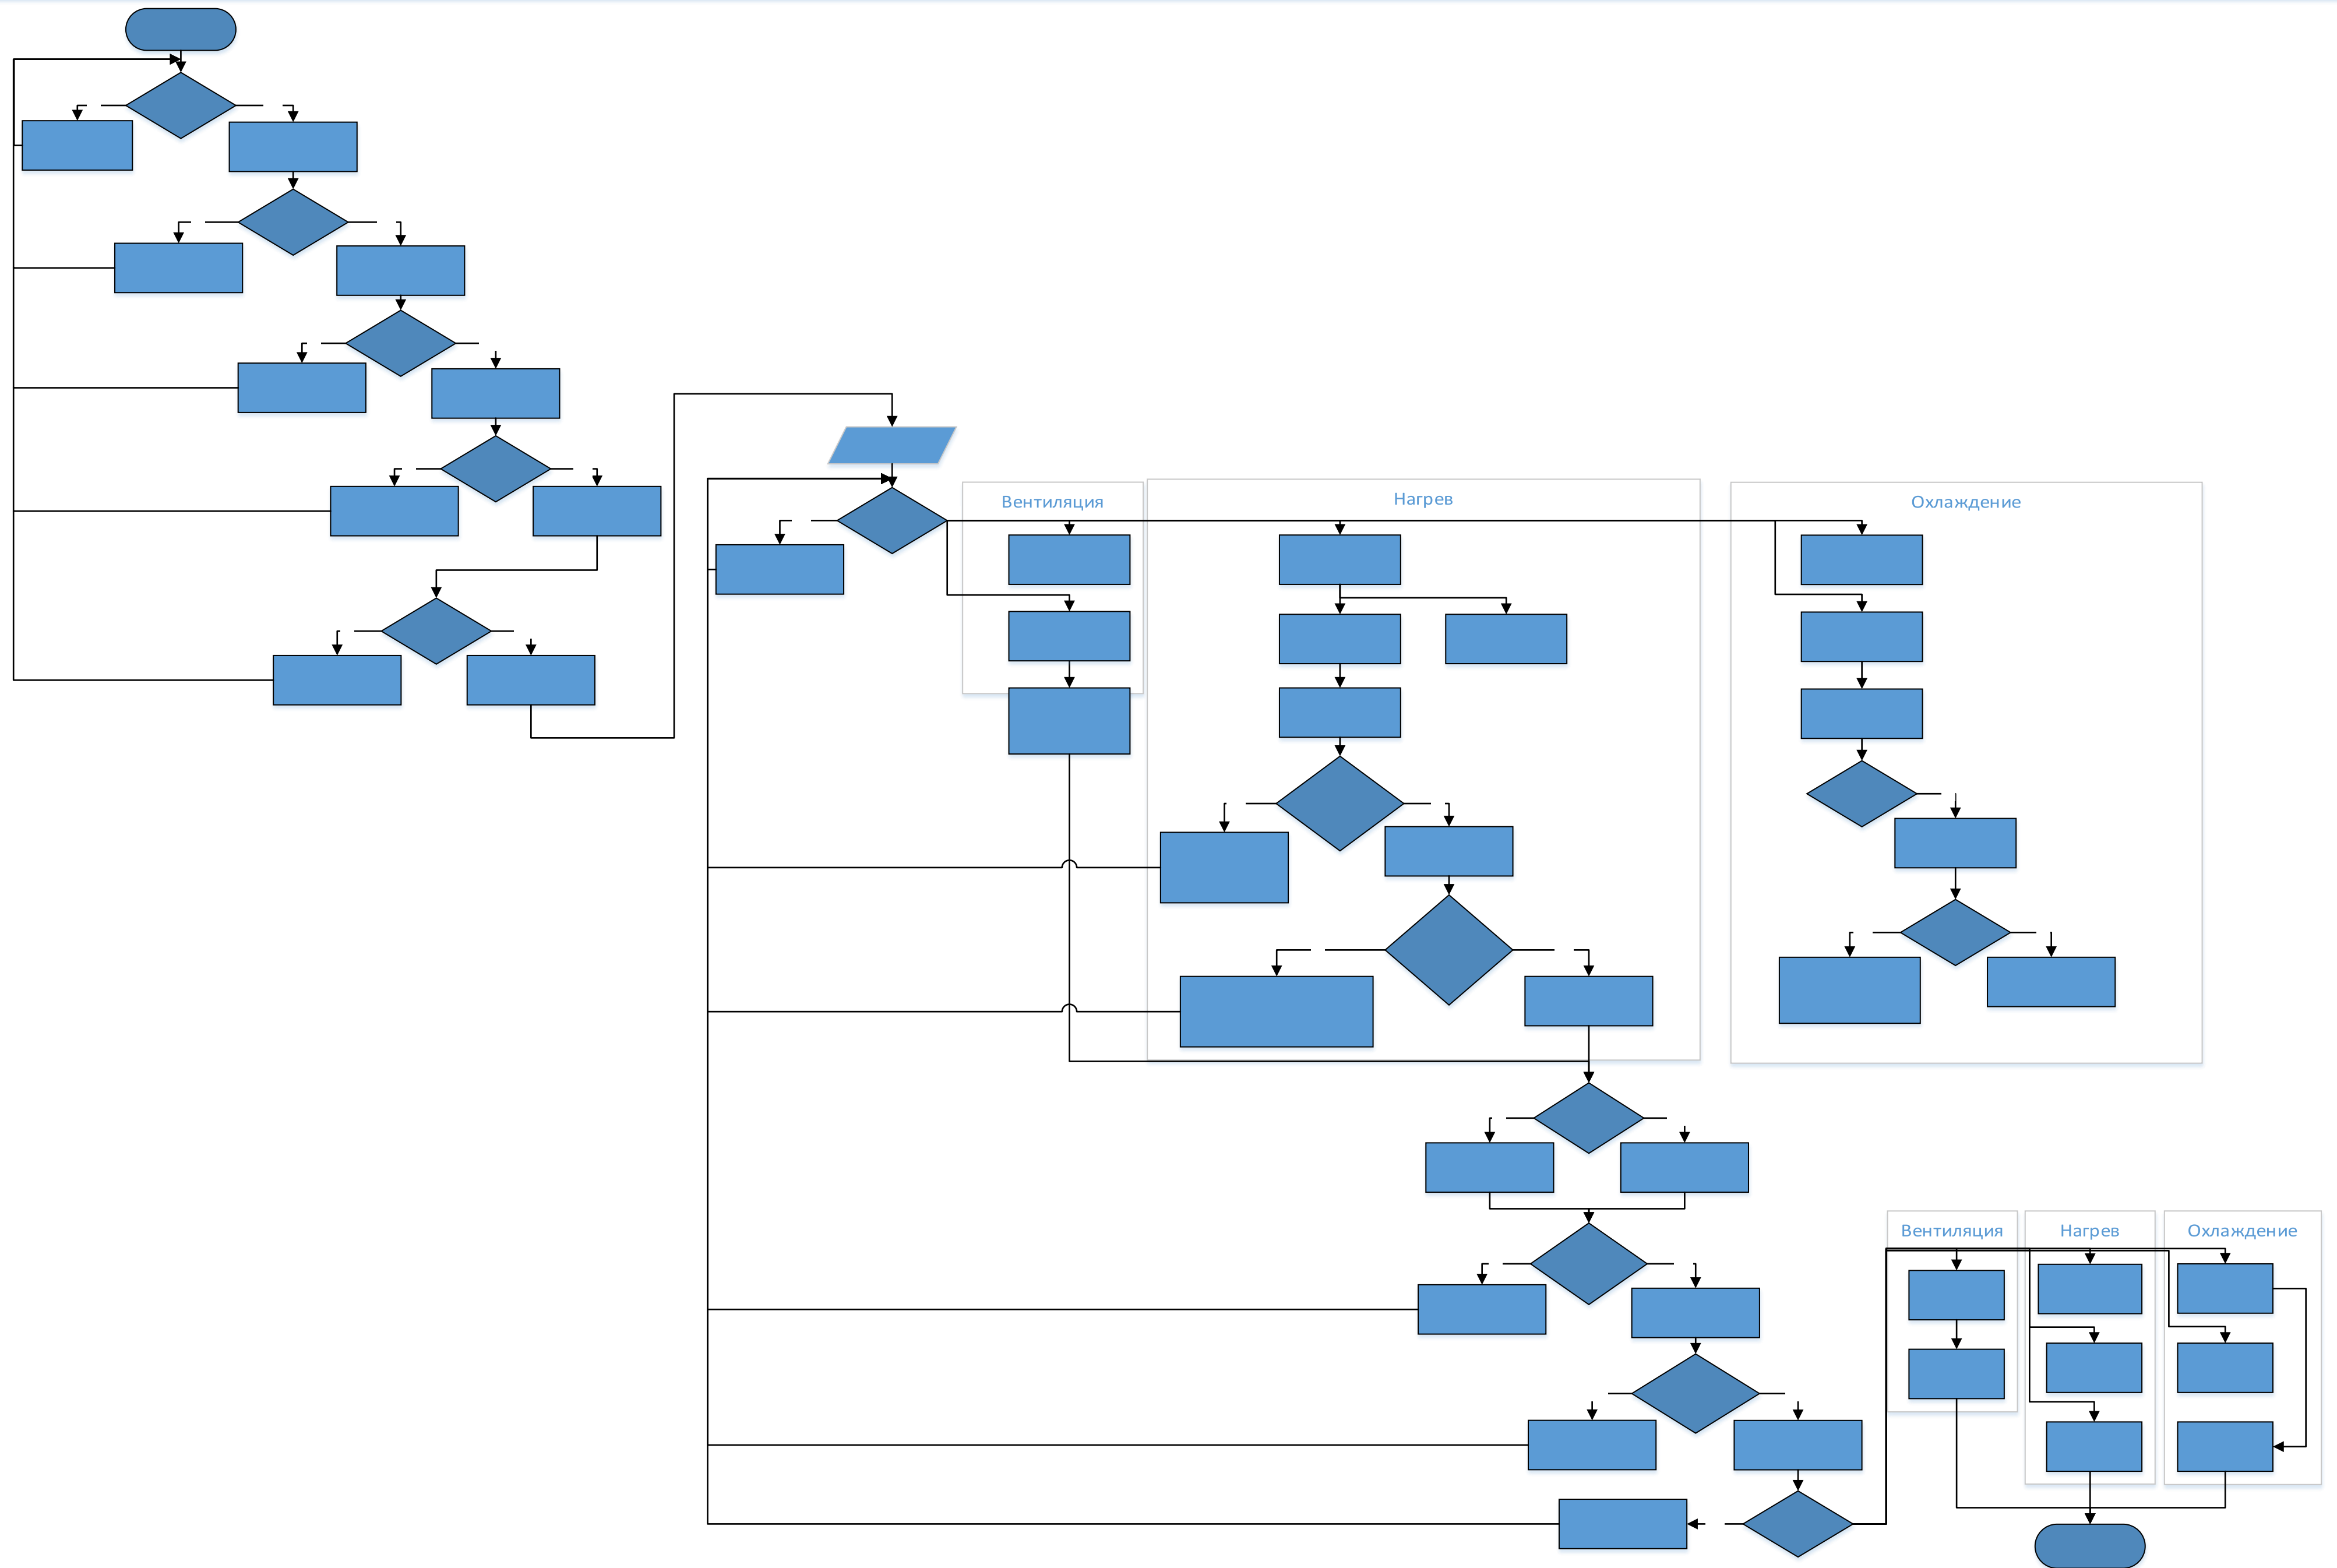 Вентиляция
Нагрев
Охлаждение
Вентиляция
Нагрев
Охлаждение